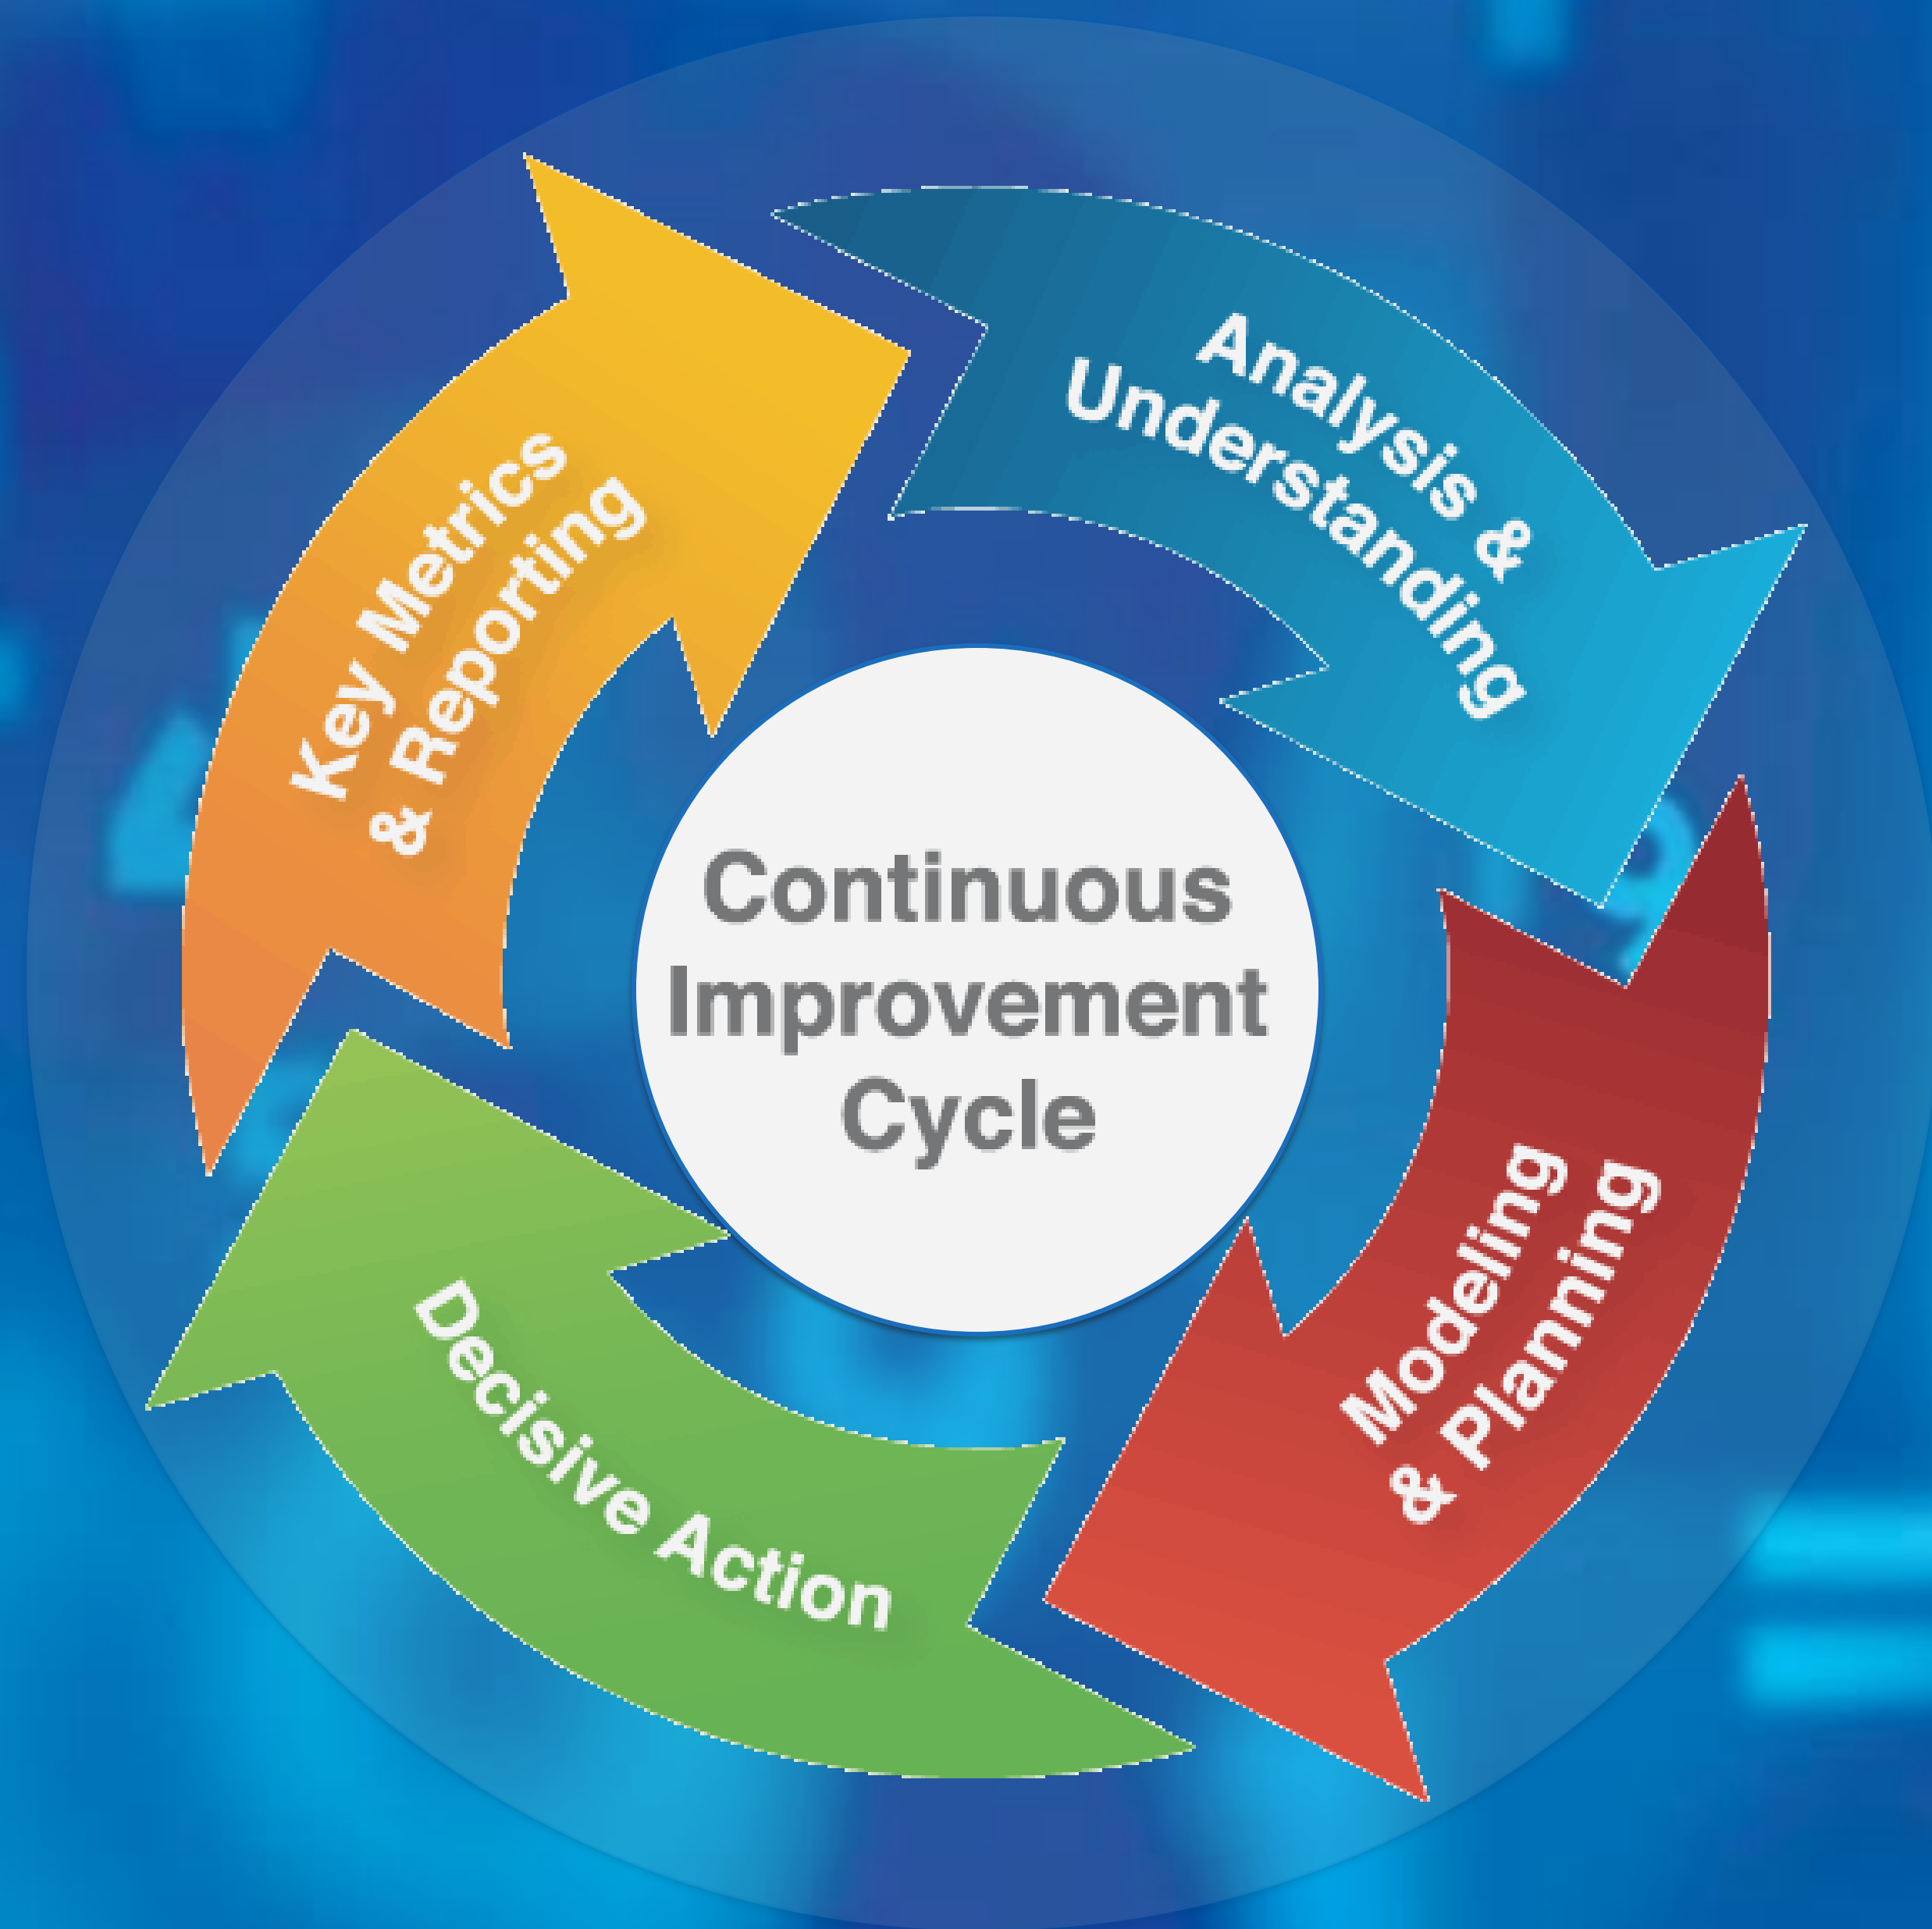 Key Metrics
& Reporting
Analysis &
Understanding
Modeling
& Planning
Decisive Action
Continuous
Improvement
Cycle